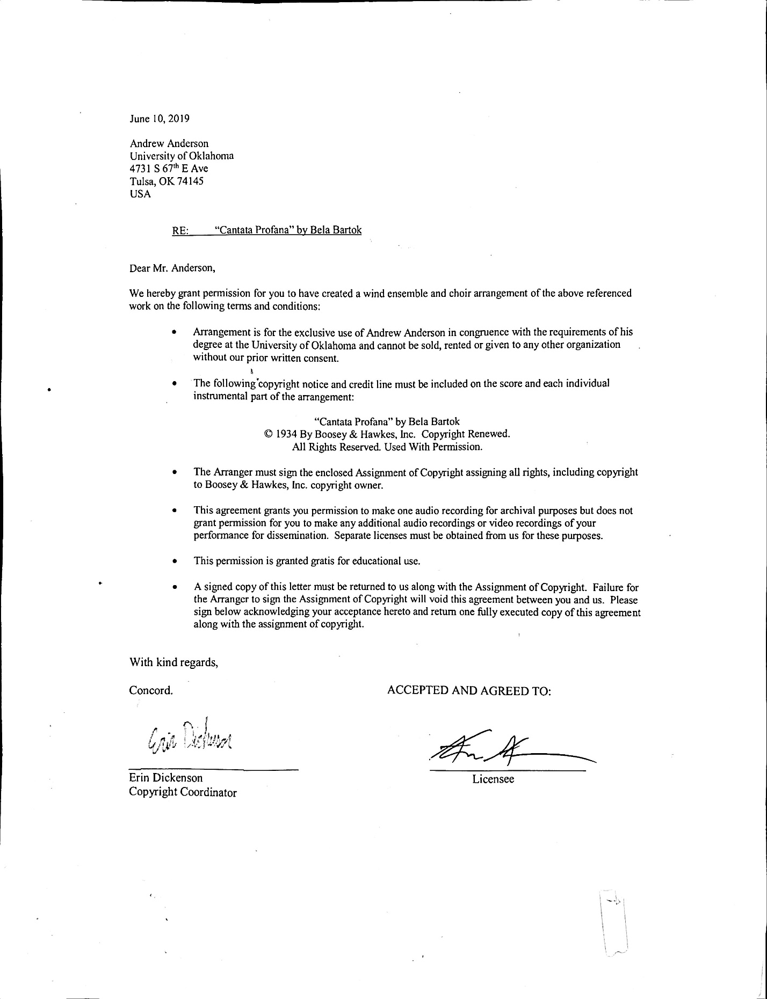 June 10, 2019
Andrew Anderson
University of Oklahoma
4731 S 67th E Ave
Tulsa, OK 74145
USA
RE: "Cantata Profana" by Bela Bartok
Dear Mr. Anderson,
We hereby grant permission for you to have created a wind ensemble and choir arrangement of the above referenced
work on the following terms and conditions:
• Arrangement is for the exclusive use of Andrew Anderson in congruence with the requirements of his
degree at the University of Oklahoma and cannot be sold, rented or given to any other organization
without our prior written consent.
• The following copyright notice and credit line must be included on the score and each individual
instrumental part of the arrangement:
"Cantata Profana" by Bela Bartok
© 1934 By Boosey & Hawkes, Inc. Copyright Renewed.
All Rights Reserved. Used With Permission.
• The Arranger must sign the enclosed Assignment of Copyright assigning all rights, including copyright
to Boosey & Hawkes, Inc. copyright owner.
• This agreement grants you permission to make one audio recording for archival purposes but does not
grant permission for you to make any additional audio recordings or video recordings of your
performance for dissemination. Separate licenses must be obtained from us for these purposes.
• This permission is granted gratis for educational use.
• A signed copy of this letter must be returned to us along with the Assignment of Copyright. Failure for
the Arranger to sign the Assignment of Copyright will void this agreement between you and us. Please
sign below acknowledging your acceptance hereto and return one fully executed copy of this agreement
along with the assignment of copyright.
With kind regards,
Concord.
ACCEPTED AND AGREED TO:
Erin Dickenson
Erin Dickenson
Licensee
Copyright Coordinator